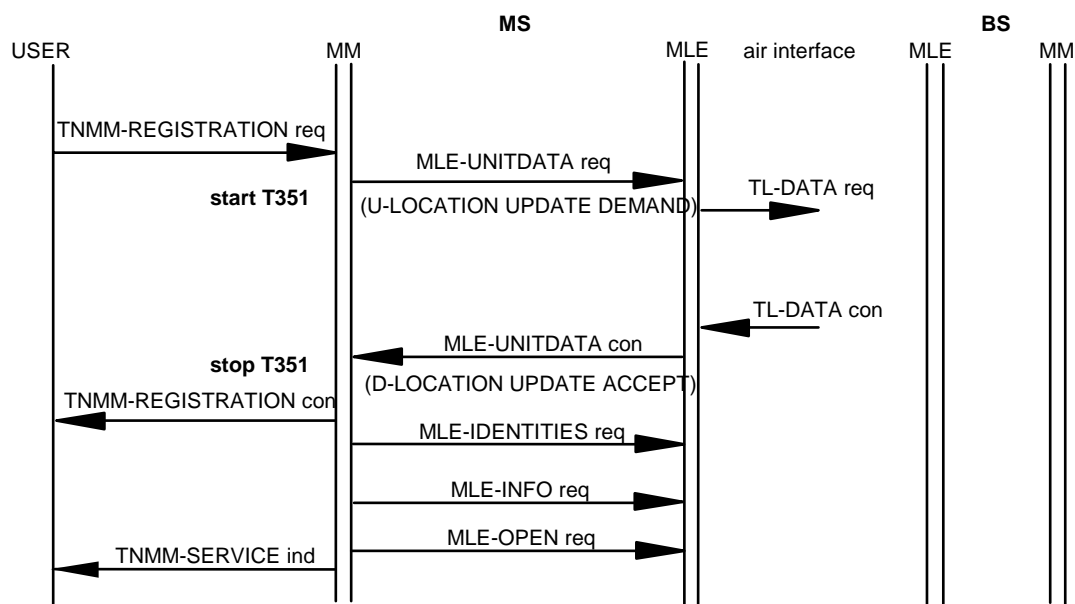 MS BS
USER MM MLE air interface MLE MM
TNMM-REGISTRATION req
MLE-UNITDATA req
TL-DATA req
start T351
(U-LOCATION UPDATE DEMAND)
TL-DATA con
MLE-UNITDATA con
stop T351
(D-LOCATION UPDATE ACCEPT)
TNMM-REGISTRATION con
MLE-IDENTITIES req
MLE-INFO req
MLE-OPEN req
TNMM-SERVICE ind